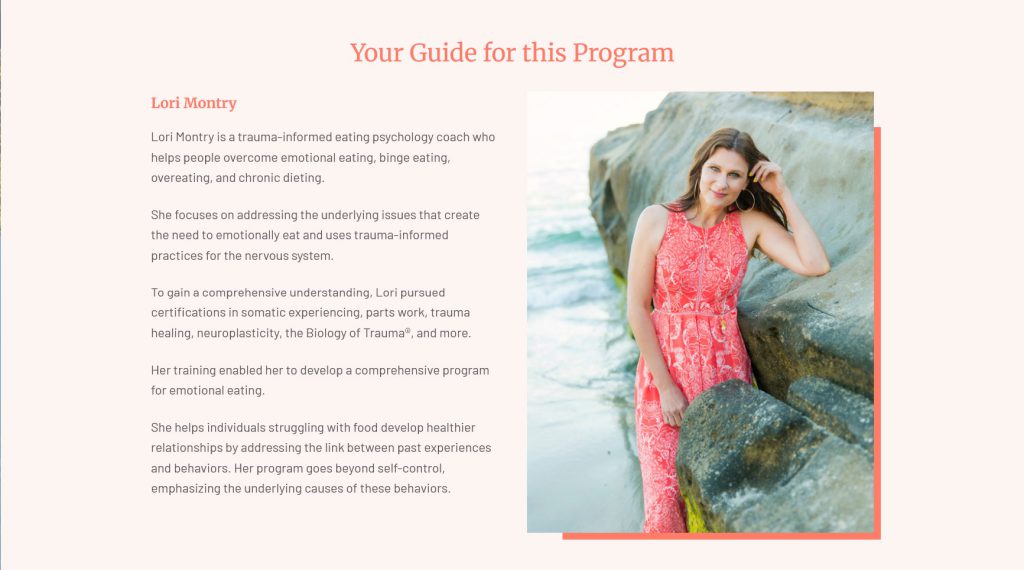 Your Guide for this Program
Lori Montry
Lori Montry is a trauma-informed eating psychology coach who
helps people overcome emotional eating, binge eating,
overeating, and chronic dieting.
She focuses on addressing the underlying issues that create
the need to emotionally eat and uses trauma-informed
practices for the nervous system.
To gain a comprehensive understanding, Lori pursued
certifications in somatic experiencing, parts work, trauma
healing, neuroplasticity, the Biology of Trauma®, and more.
Her training enabled her to develop a comprehensive program
for emotional eating.
She helps individuals struggling with food develop healthier
relationships by addressing the link between past experiences
and behaviors. Her program goes beyond self-control,
emphasizing the underlying causes of these behaviors.